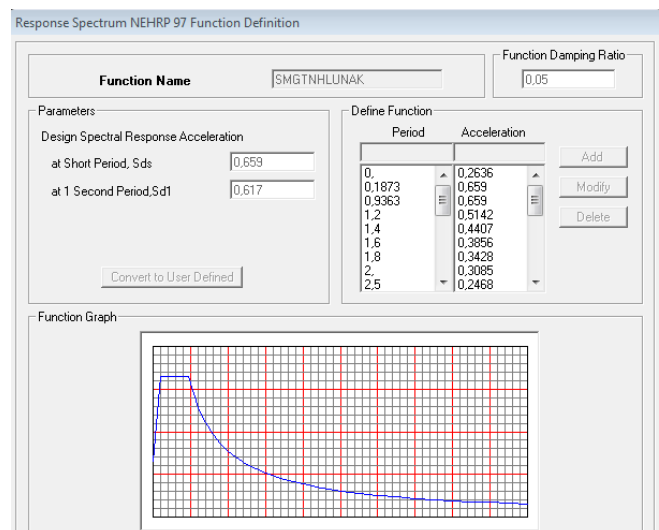 Response Spectrum NEHRP 97 Function Definition
Function Damping Ratio
Function Name SMGTNHLUNAK 0,05
Parameters Define Function
Design Spectral Response Acceleration Period Acceleration
at Short Period, Sds 0,659 Add
at 1 Second Period,Sd1 0,617 Modify
Delete
0, 0,2636
0,1873 0,659
0,9363 0,659
1,2 0,5142
1,4 0,4407
1,6 0,3856
1,8 0,3428
2, 0,3085
2,5 0,2468
Convert to User Defined
Function Graph